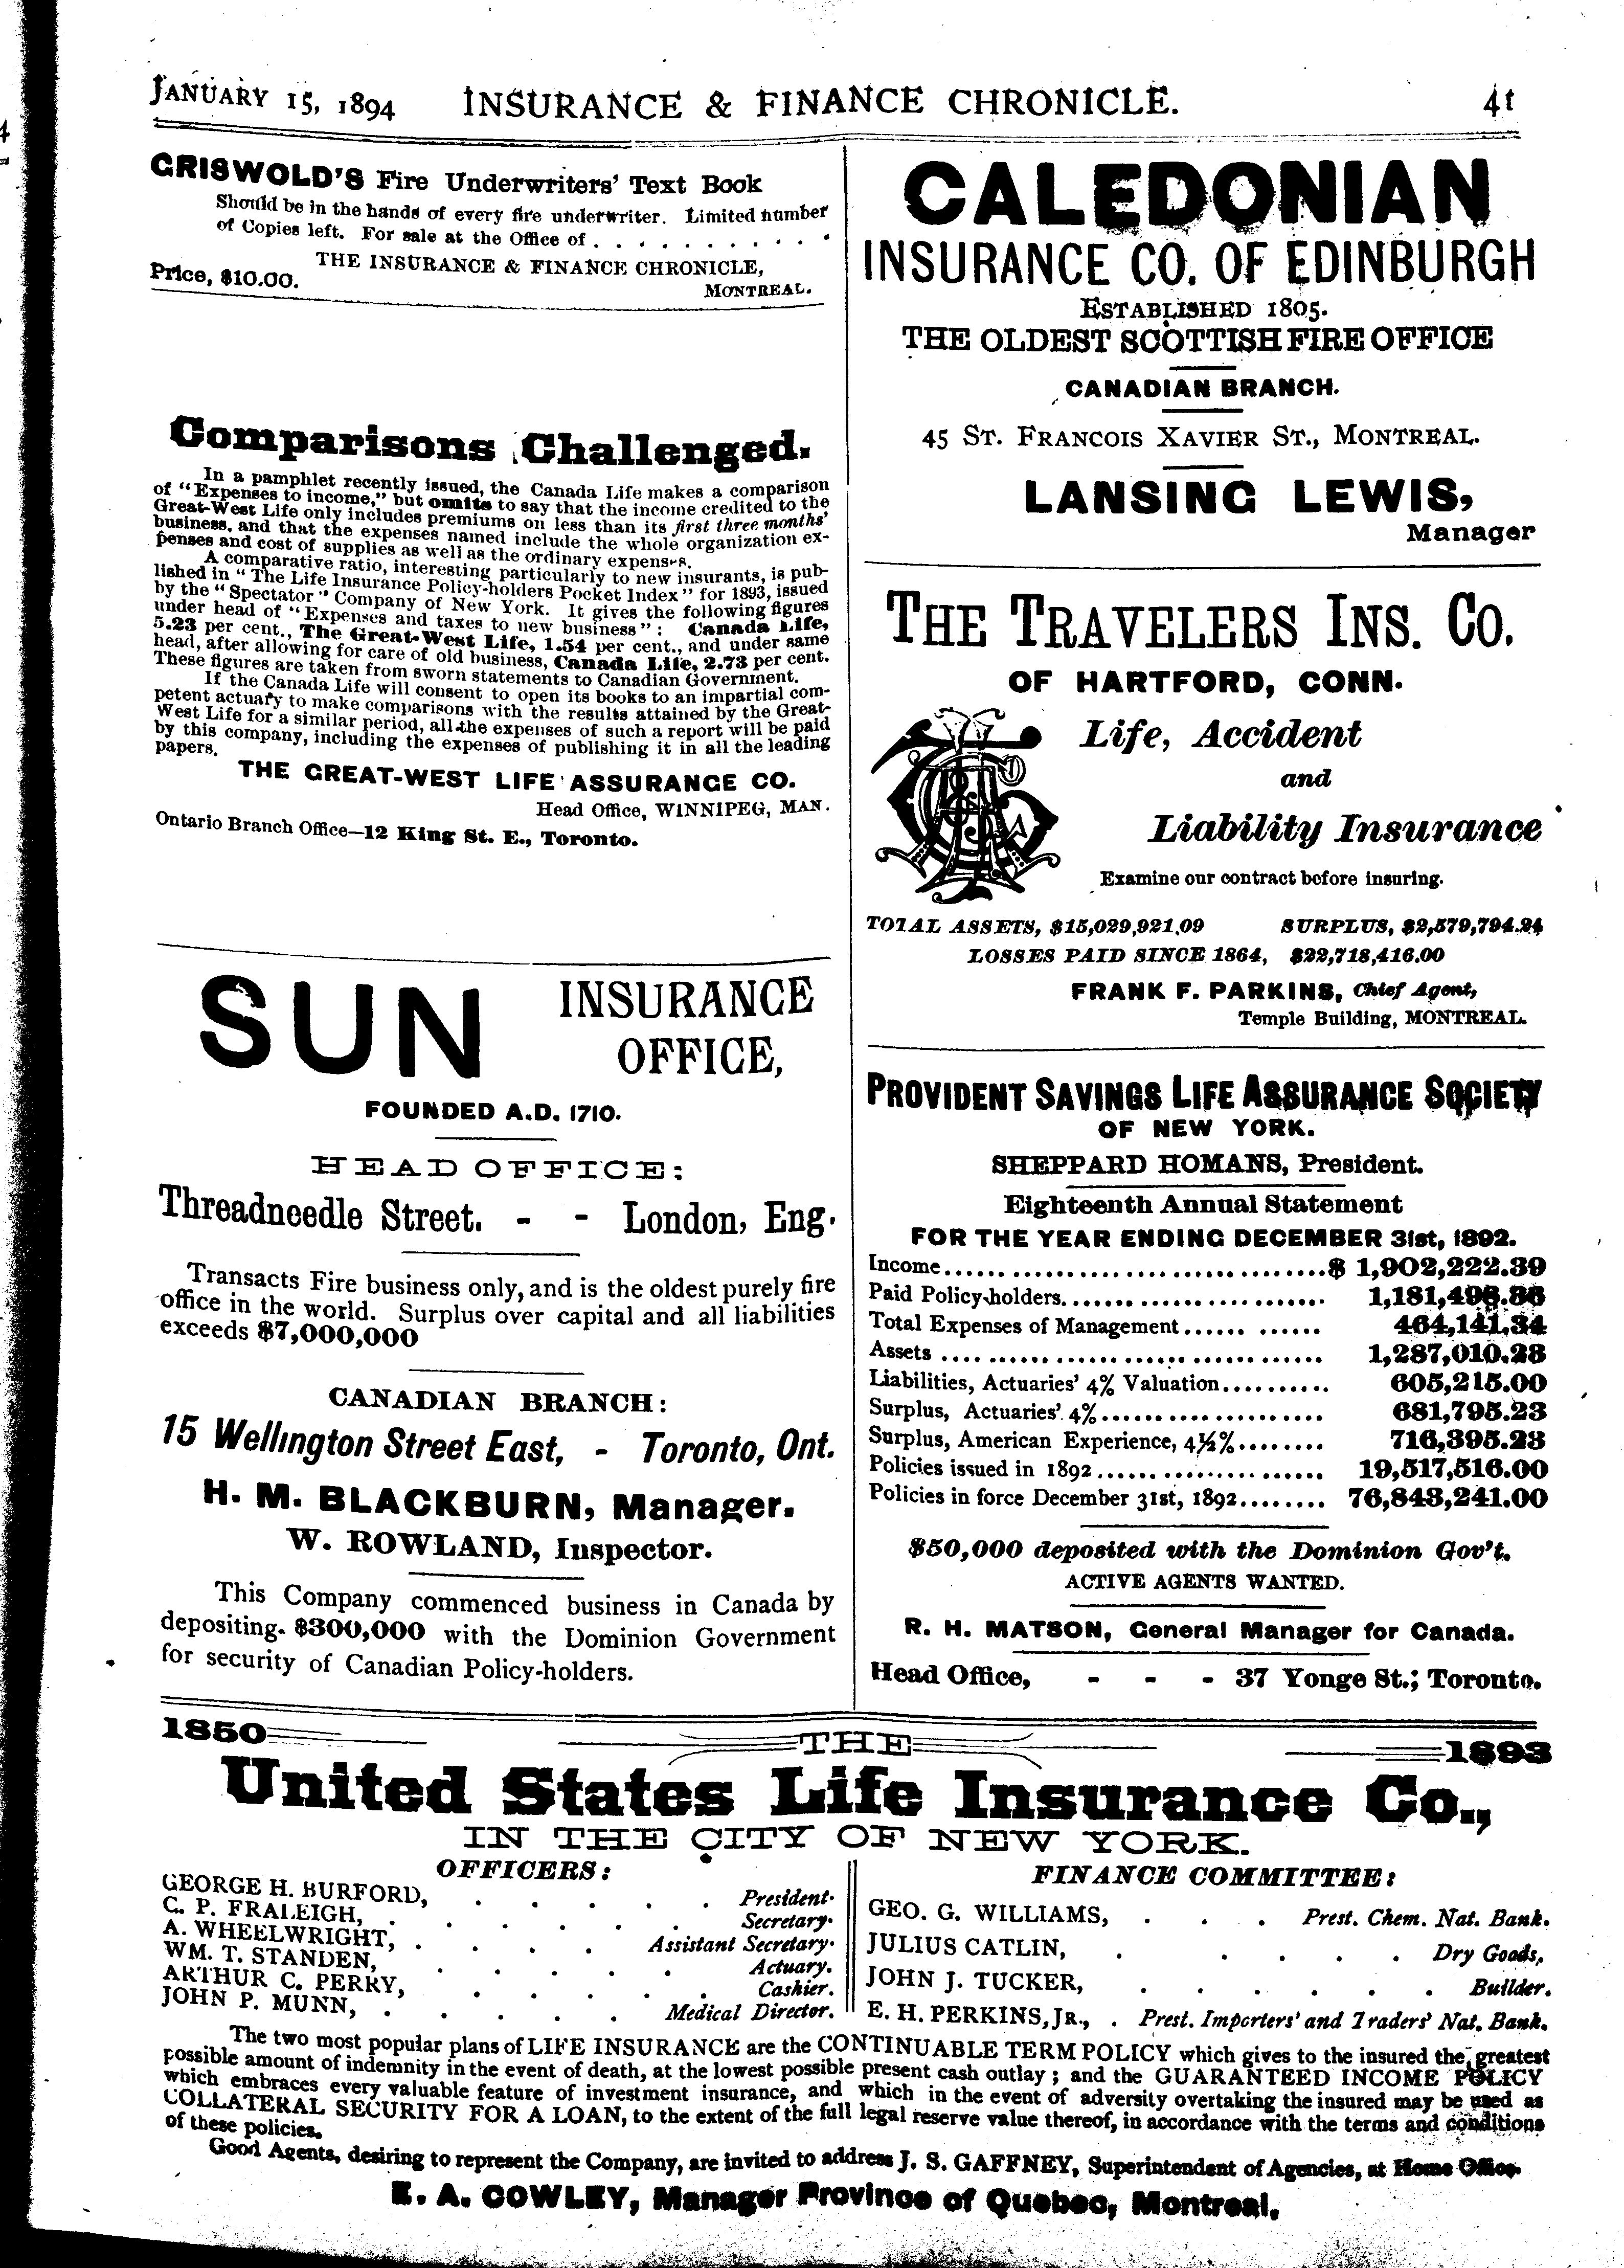 JANUARY 15, 1894 INSURANCE & FINANCE CHRONICLE. 41
GRISWOLD'S Fire Underwriters' Text Book
Should be in the hands of every fire underwriter. Limited number
of Copies left. For sale at the Office of . . . . . . . . . . .
THE INSURANCE & FINANCE CHRONICLE,
Price, $10.00.
MONTREAL.
Comparisons Challenged.
In a pamphlet recently issued, the Canada Life makes a comparison
of "Expenses to income," but omits to say that the income credited to the
Great-West Life only includes premiums on less than its first three months'
business, and that the expenses named include the whole organization ex-
penses and cost of supplies as well as the ordinary expenses.
A comparative ratio, interesting particularly to new insurants, is pub-
lished in "The Life Insurance Policy-holders Pocket Index" for 1893, issued
by the "Spectator" Company of New York. It gives the following figures
under head of "Expenses and taxes to new business": Canada Life,
5.23 per cent., The Great-West Life, 1.54 per cent., and under same
head, after allowing for care of old business, Canada Life, 2.73 per cent.
These figures are taken from sworn statements to Canadian Government.
If the Canada Life will consent to open its books to an impartial com-
petent actuary to make comparisons with the results attained by the Great-
West Life for a similar period, all the expenses of such a report will be paid
by this company, including the expenses of publishing it in all the leading
papers.
THE GREAT-WEST LIFE ASSURANCE CO.
Head Office, WINNIPEG, MAN.
Ontario Branch Office—12 King St. E., Toronto.
SUN INSURANCE
OFFICE,
FOUNDED A.D. 1710.
HEAD OFFICE:
Threadneedle Street. - - London, Eng.
Transacts Fire business only, and is the oldest purely fire
office in the world. Surplus over capital and all liabilities
exceeds $7,000,000
CANADIAN BRANCH:
15 Wellington Street East, - Toronto, Ont.
H. M. BLACKBURN, Manager.
W. ROWLAND, Inspector.
This Company commenced business in Canada by
depositing $300,000 with the Dominion Government
for security of Canadian Policy-holders.
CALEDONIAN
INSURANCE CO. OF EDINBURGH
ESTABLISHED 1805.
THE OLDEST SCOTTISH FIRE OFFICE
CANADIAN BRANCH.
45 ST. FRANCOIS XAVIER ST., MONTREAL.
LANSING LEWIS,
Manager
THE TRAVELERS INS. CO.
OF HARTFORD, CONN.
Life, Accident
and
Liability Insurance
Examine our contract before insuring.
TOTAL ASSETS, $15,029,921.09 SURPLUS, $2,579,794.24
LOSSES PAID SINCE 1864, $22,718,416.00
FRANK F. PARKINS, Chief Agent,
Temple Building, MONTREAL.
PROVIDENT SAVINGS LIFE ASSURANCE SOCIETY
OF NEW YORK.
SHEPPARD HOMANS, President.
Eighteenth Annual Statement
FOR THE YEAR ENDING DECEMBER 31st, 1892.
Income........................................$ 1,902,222.39
Paid Policy-holders........................... 1,181,498.86
Total Expenses of Management............ 464,141.34
Assets ........................................ 1,287,010.23
Liabilities, Actuaries' 4% Valuation.......... 605,215.00
Surplus, Actuaries' 4%....................... 681,795.23
Surplus, American Experience, 4½%........ 716,395.23
Policies issued in 1892....................... 19,517,516.00
Policies in force December 31st, 1892........ 76,843,241.00
$50,000 deposited with the Dominion Gov't.
ACTIVE AGENTS WANTED.
R. H. MATSON, General Manager for Canada.
Head Office, - - - 37 Yonge St.; Toronto.
1850 THE 1893
United States Life Insurance Co.,
IN THE CITY OF NEW YORK.
OFFICERS:
GEORGE H. BURFORD, . . . . . President.
C. P. FRALEIGH, . . . . . . Secretary.
A. WHEELWRIGHT, . . . . Assistant Secretary.
WM. T. STANDEN, . . . . . Actuary.
ARTHUR C. PERRY, . . . . Cashier.
JOHN P. MUNN, . . . . . Medical Director.
FINANCE COMMITTEE:
GEO. G. WILLIAMS, . . . Prest. Chem. Nat. Bank.
JULIUS CATLIN, . . . . . Dry Goods,
JOHN J. TUCKER, . . . . . . Builder.
E. H. PERKINS, JR., . Prest. Importers' and Traders' Nat. Bank.
The two most popular plans of LIFE INSURANCE are the CONTINUABLE TERM POLICY which gives to the insured the greatest
possible amount of indemnity in the event of death, at the lowest possible present cash outlay ; and the GUARANTEED INCOME POLICY
which embraces every valuable feature of investment insurance, and which in the event of adversity overtaking the insured may be used as
COLLATERAL SECURITY FOR A LOAN, to the extent of the full legal reserve value thereof, in accordance with the terms and conditions
of these policies.
Good Agents, desiring to represent the Company, are invited to address J. S. GAFFNEY, Superintendent of Agencies, at Home Office.
E. A. COWLEY, Manager Province of Quebec, Montreal.